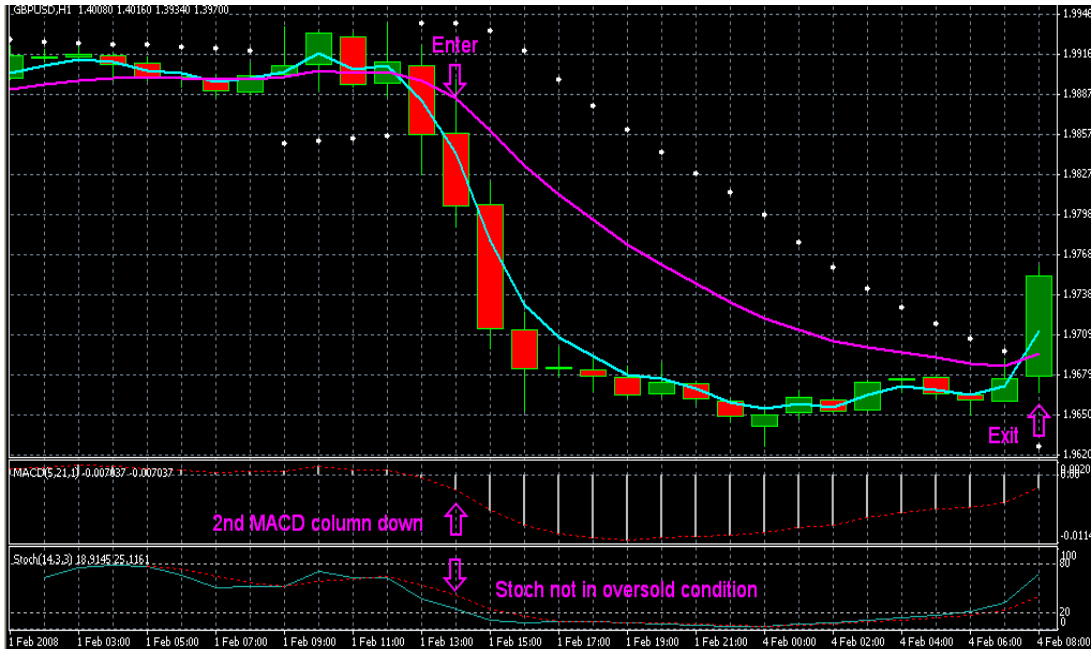 GBPUSD,H1 1.40080 1.40160 1.39340 1.39700
Enter
Exit
1.9946
1.9916
1.9887
1.9857
1.9827
1.9798
1.9768
1.9739
1.9709
1.9679
1.9650
1.9620
MACD(5,21,1) -0.007037 -0.007037
2nd MACD column down
0.0020
0.00
-0.0114
Stoch(14,3,3) 18.9145 25.1161
Stoch not in oversold condition
100
80
20
0
1 Feb 2008 1 Feb 03:00 1 Feb 05:00 1 Feb 07:00 1 Feb 09:00 1 Feb 11:00 1 Feb 13:00 1 Feb 15:00 1 Feb 17:00 1 Feb 19:00 1 Feb 21:00 4 Feb 00:00 4 Feb 02:00 4 Feb 04:00 4 Feb 06:00 4 Feb 08:00